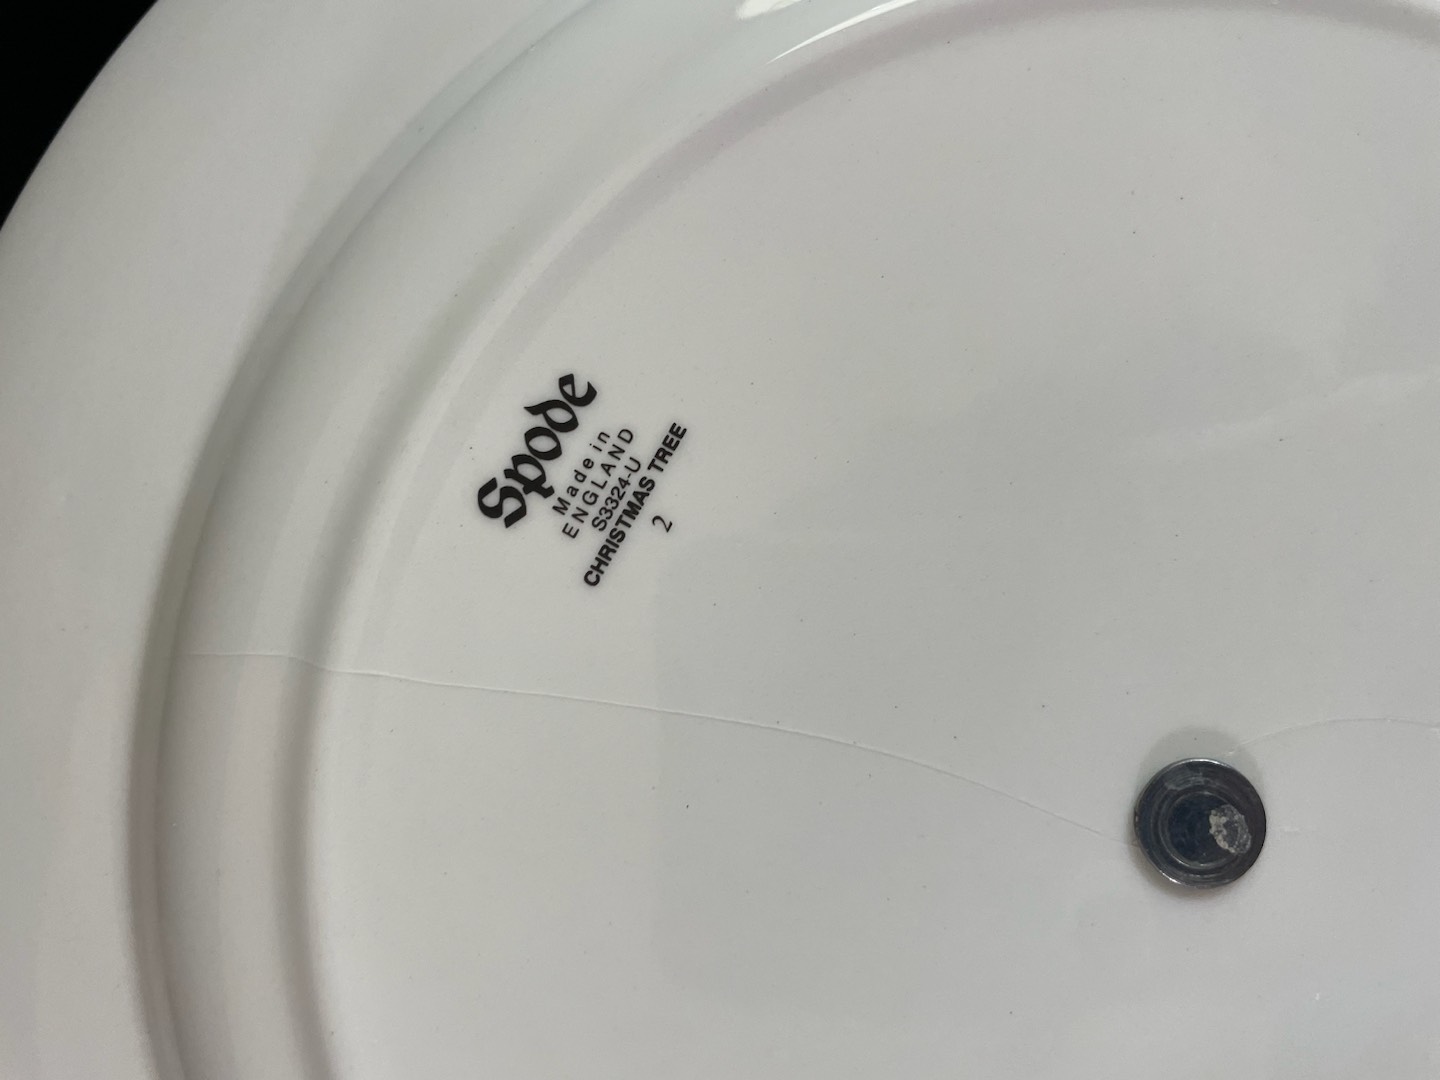 Spode
Made in
ENGLAND
S3324-U
CHRISTMAS TREE
2